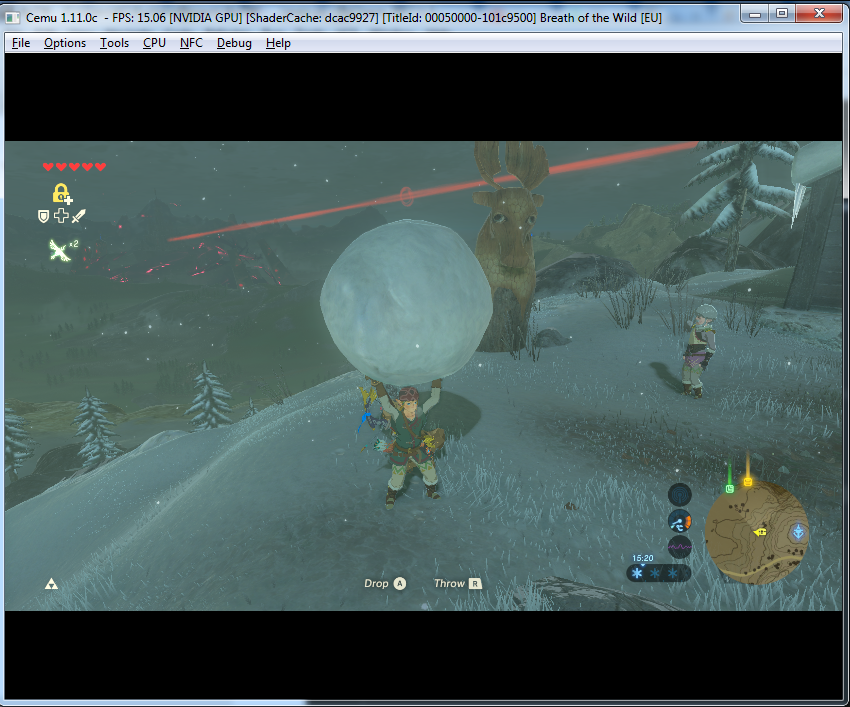 Cemu 1.11.0c - FPS: 15.06 [NVIDIA GPU] [ShaderCache: dcac9927] [TitleId: 00050000-101c9500] Breath of the Wild [EU]
File Options Tools CPU NFC Debug Help
×2
15:20
Drop A Throw R